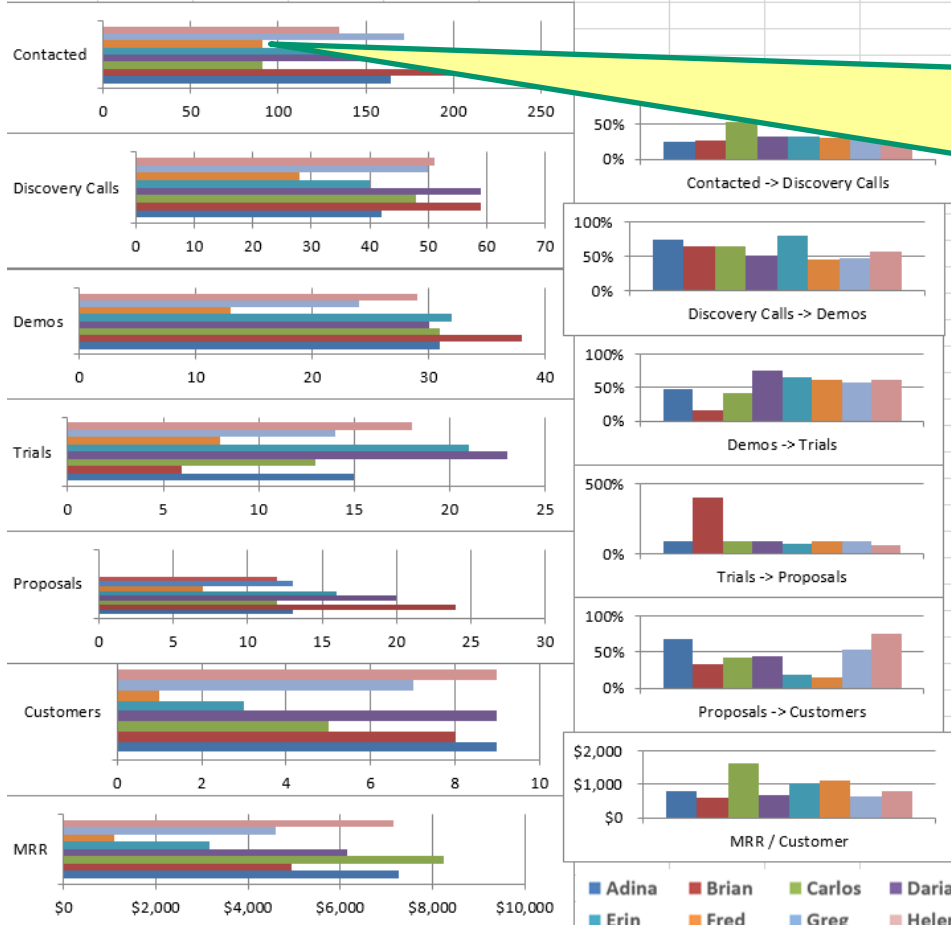 Contacted
0 50 100 150 200 250
Discovery Calls
0 10 20 30 40 50 60 70
Demos
0 10 20 30 40
Trials
0 5 10 15 20 25
Proposals
0 5 10 15 20 25 30
Customers
0 2 4 6 8 10
MRR
$0 $2,000 $4,000 $6,000 $8,000 $10,000
50%
0%
Contacted -> Discovery Calls
100%
50%
0%
Discovery Calls -> Demos
100%
50%
0%
Demos -> Trials
500%
0%
Trials -> Proposals
100%
50%
0%
Proposals -> Customers
$2,000
$1,000
$0
MRR / Customer
Adina Brian Carlos Daria
Erin Fred Greg Helen